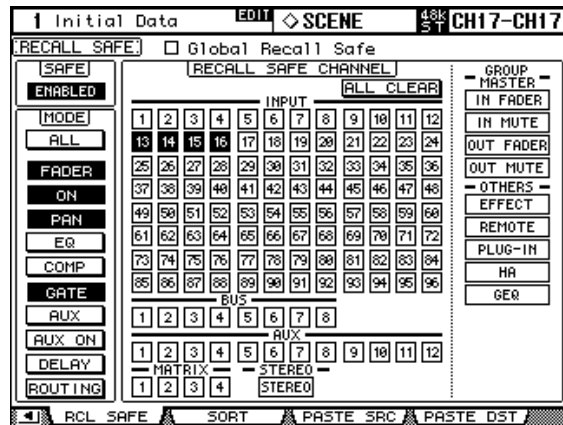 1 Initial Data EDIT ◇SCENE 48k ST CH17-CH17
RECALL SAFE Global Recall Safe
SAFE
ENABLED
MODE
ALL
FADER
ON
PAN
EQ
COMP
GATE
AUX
AUX ON
DELAY
ROUTING
RECALL SAFE CHANNEL
ALL CLEAR
INPUT
1 2 3 4 5 6 7 8 9 10 11 12
13 14 15 16 17 18 19 20 21 22 23 24
25 26 27 28 29 30 31 32 33 34 35 36
37 38 39 40 41 42 43 44 45 46 47 48
49 50 51 52 53 54 55 56 57 58 59 60
61 62 63 64 65 66 67 68 69 70 71 72
73 74 75 76 77 78 79 80 81 82 83 84
85 86 87 88 89 90 91 92 93 94 95 96
BUS
1 2 3 4 5 6 7 8
AUX
1 2 3 4 5 6 7 8 9 10 11 12
MATRIX STEREO
1 2 3 4 STEREO
GROUP
MASTER
IN FADER
IN MUTE
OUT FADER
OUT MUTE
OTHERS
EFFECT
REMOTE
PLUG-IN
HA
GEQ
RCL SAFE SORT PASTE SRC PASTE DST